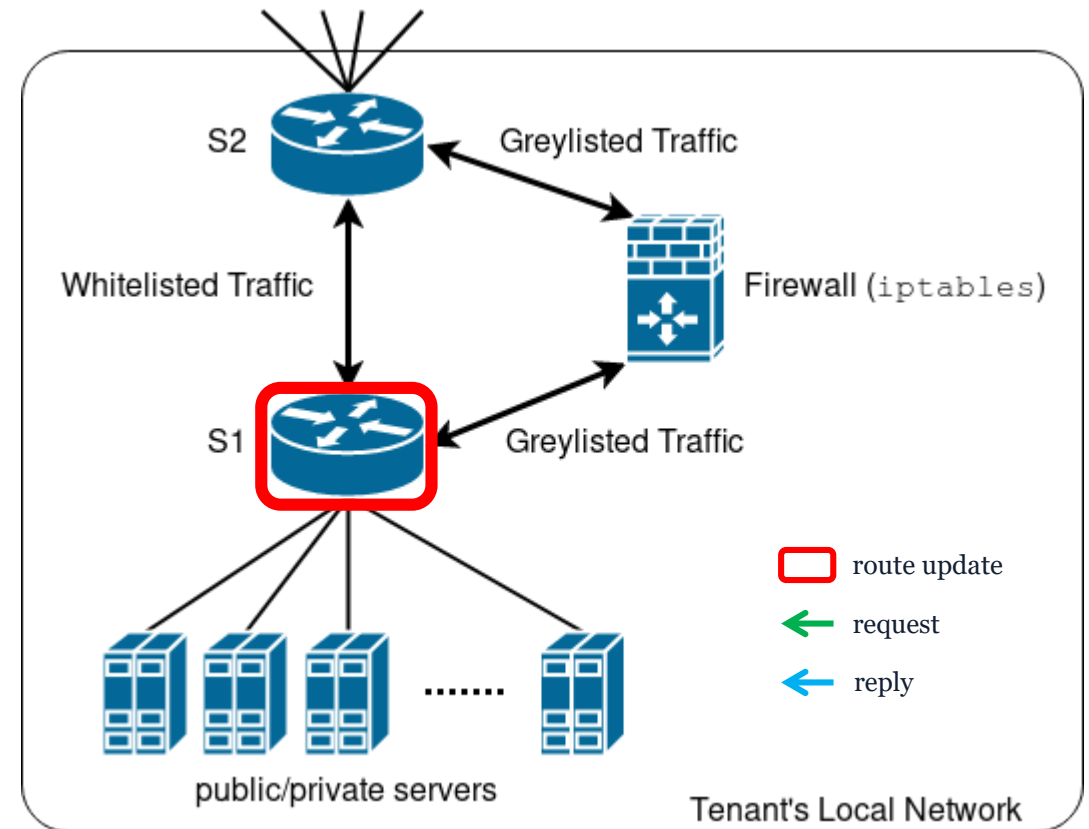 S2
Greylisted Traffic
Whitelisted Traffic
Firewall (iptables)
S1
Greylisted Traffic
route update
request
reply
........
public/private servers
Tenant's Local Network